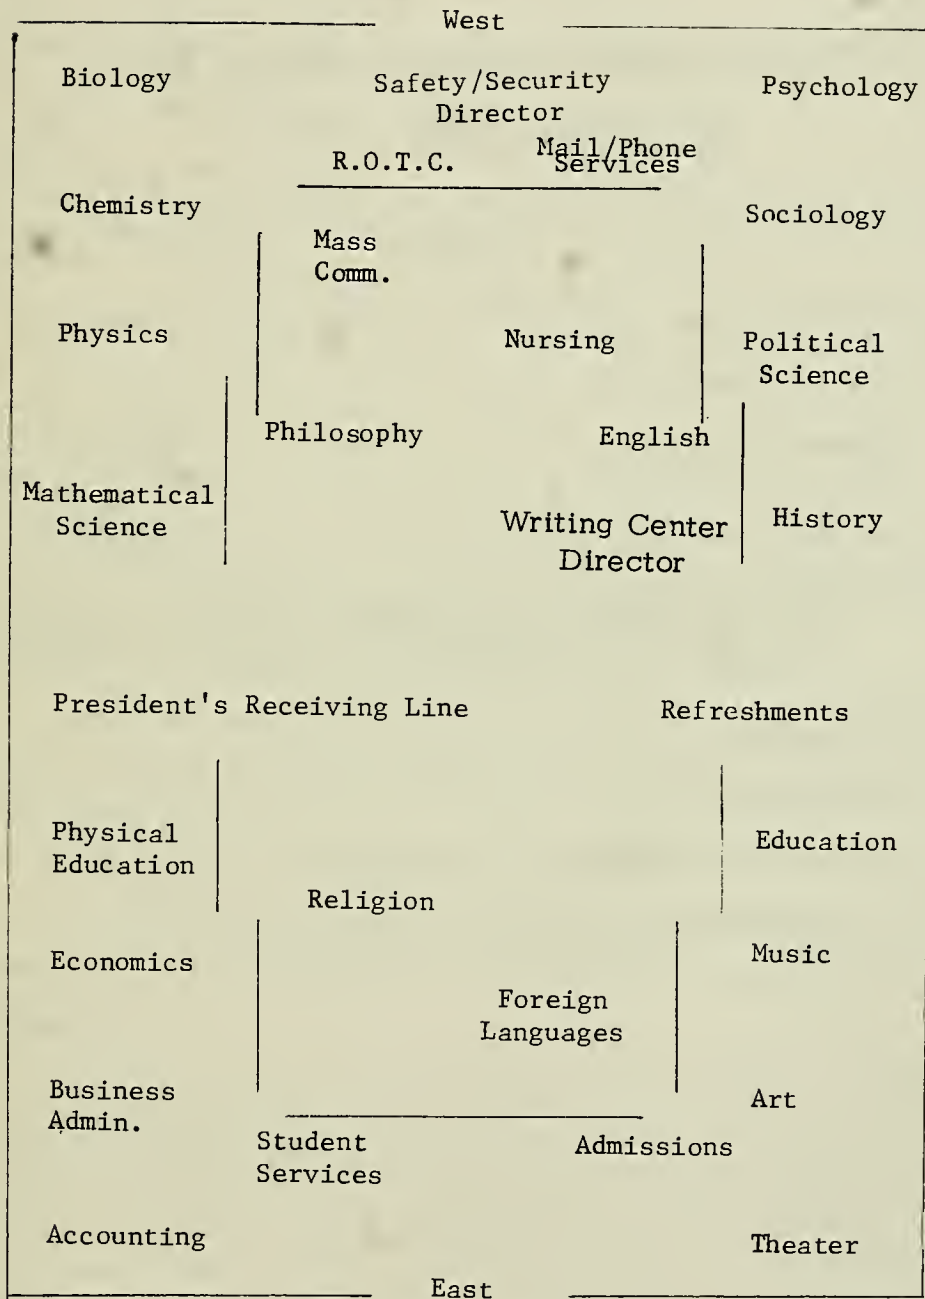 West
Biology
Safety/Security
Director
Psychology
R.O.T.C.
Mail/Phone
Services
Chemistry
Sociology
Mass
Comm.
Physics
Nursing
Political
Science
Philosophy
English
Mathematical
Science
Writing Center
Director
History
President's Receiving Line
Refreshments
Physical
Education
Education
Religion
Economics
Music
Foreign
Languages
Business
Admin.
Art
Student
Services
Admissions
Accounting
Theater
East